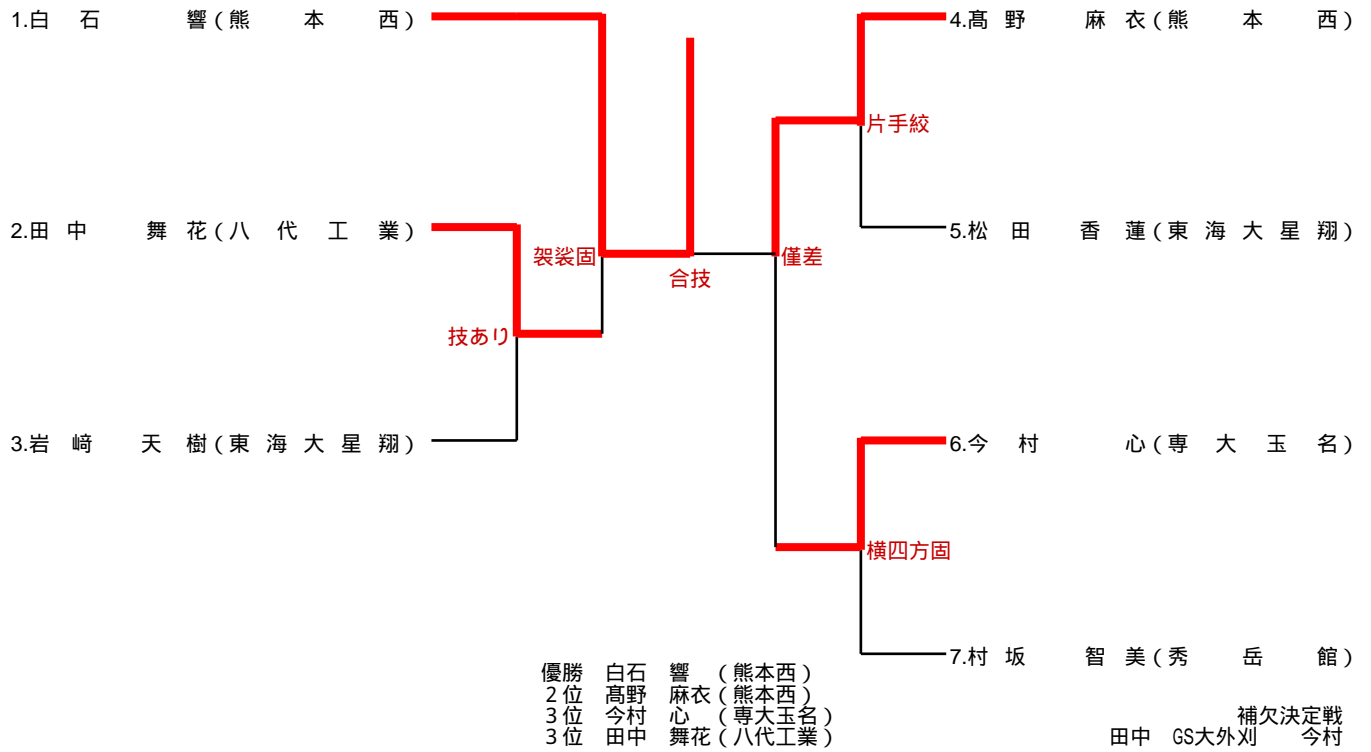 1.白石 響(熊本西)
4.髙野 麻衣(熊本西)
片手絞
2.田中 舞花(八代工業)
5.松田 香蓮(東海大星翔)
袈裟固
僅差
合技
技あり
3.岩﨑 天樹(東海大星翔)
6.今村 心(専大玉名)
横四方固
7.村坂 智美(秀岳館)
優勝 白石 響 (熊本西)
2位 髙野 麻衣(熊本西)
3位 今村 心 (専大玉名)
3位 田中 舞花(八代工業)
補欠決定戦
田中 GS大外刈 今村